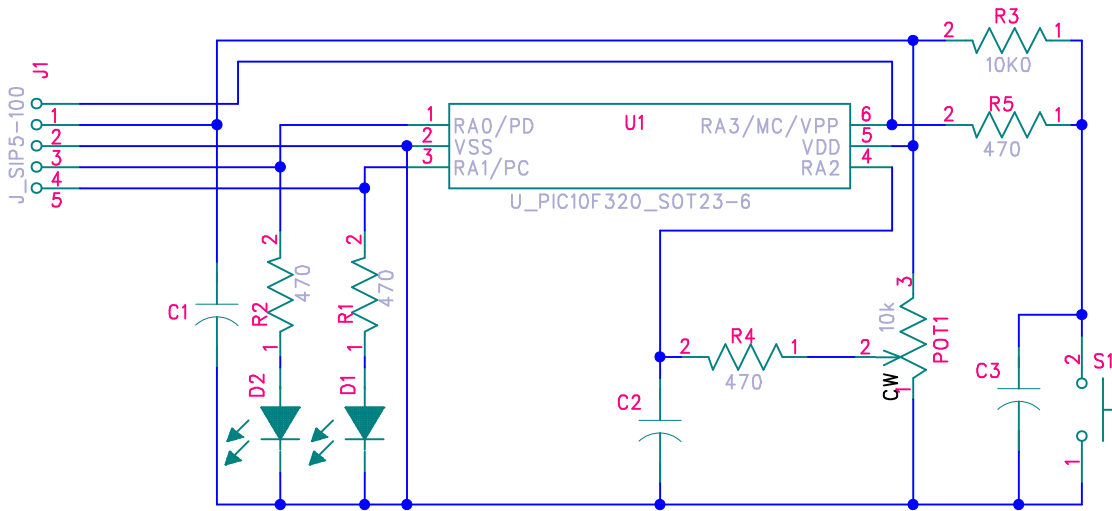 R3
2
1
10K0
J1
R5
2
1
470
J_SIP5-100
1
2
3
4
5
1
2
3
RA0/PD
VSS
RA1/PC
U1
RA3/MC/VPP
VDD
RA2
6
5
4
U_PIC10F320_SOT23-6
2
470
R2
1
2
470
R1
1
C1
D2
D1
C2
2
R4
1
470
3
10k
POT1
2
CW
1
C3
2
S1
1